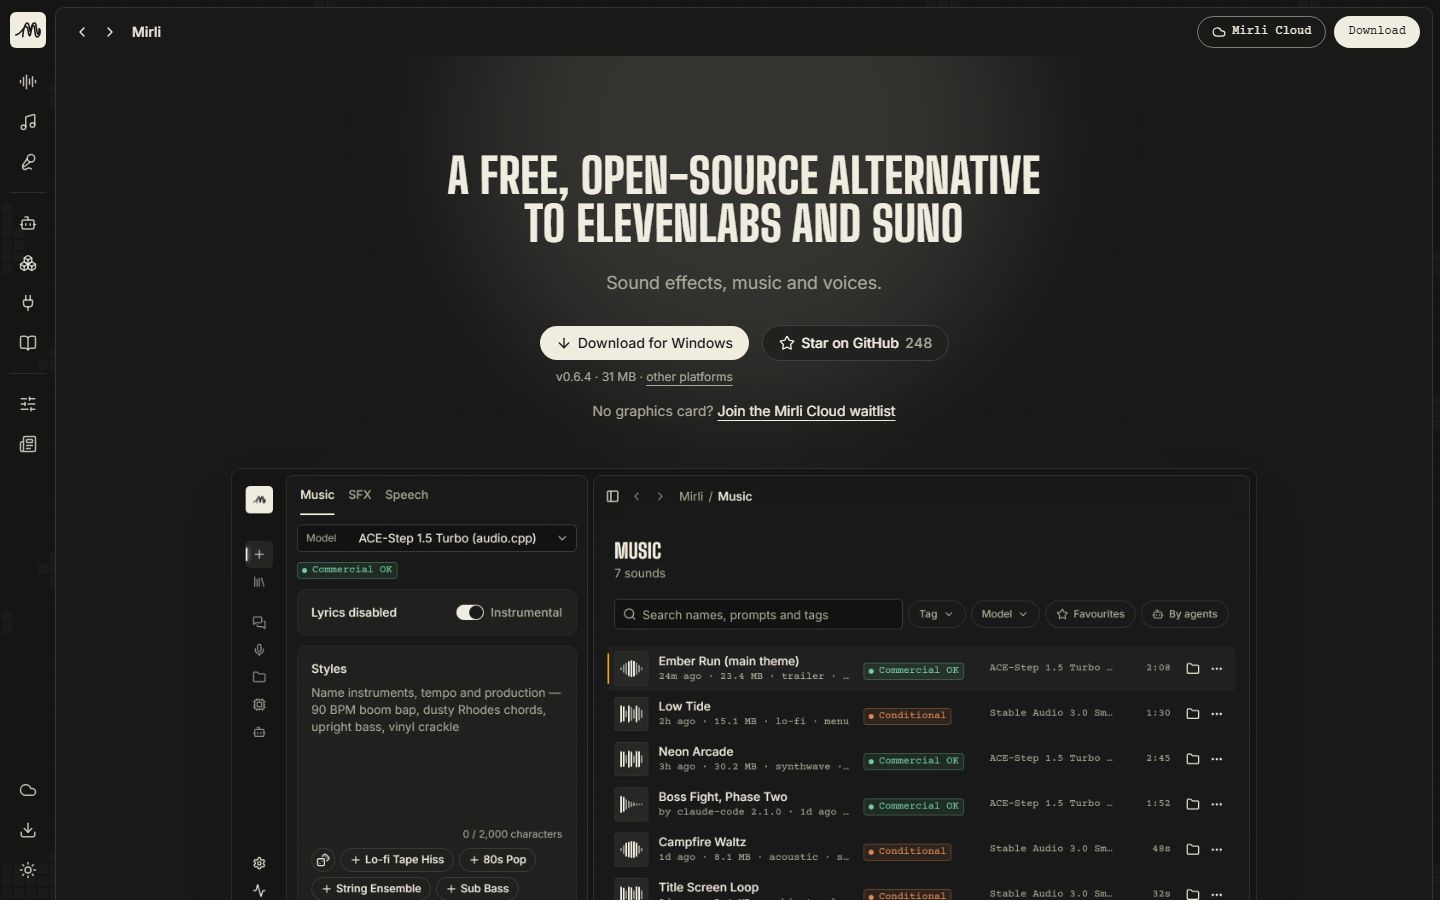 Mirli
Mirli Cloud
Download
A FREE, OPEN-SOURCE ALTERNATIVE
TO ELEVENLABS AND SUNO
Sound effects, music and voices.
Download for Windows
Star on GitHub 248
v0.6.4 · 31 MB · other platforms
No graphics card? Join the Mirli Cloud waitlist
Music SFX Speech
Model ACE-Step 1.5 Turbo (audio.cpp)
Commercial OK
Lyrics disabled Instrumental
Styles
Name instruments, tempo and production —
90 BPM boom bap, dusty Rhodes chords,
upright bass, vinyl crackle
0 / 2,000 characters
+ Lo-fi Tape Hiss + 80s Pop
+ String Ensemble + Sub Bass
Mirli / Music
MUSIC
7 sounds
Search names, prompts and tags
Tag Model Favourites By agents
Ember Run (main theme)
24m ago · 23.4 MB · trailer · …
Commercial OK ACE-Step 1.5 Turbo … 2:08
Low Tide
2h ago · 15.1 MB · lo-fi · menu
Conditional Stable Audio 3.0 Sm… 1:30
Neon Arcade
3h ago · 30.2 MB · synthwave ·…
Commercial OK ACE-Step 1.5 Turbo … 2:45
Boss Fight, Phase Two
by claude-code 2.1.0 · 1d ago …
Commercial OK ACE-Step 1.5 Turbo … 1:52
Campfire Waltz
1d ago · 8.1 MB · acoustic · s…
Conditional Stable Audio 3.0 Sm… 48s
Title Screen Loop
Conditional Stable Audio 3.0 Sm… 32s